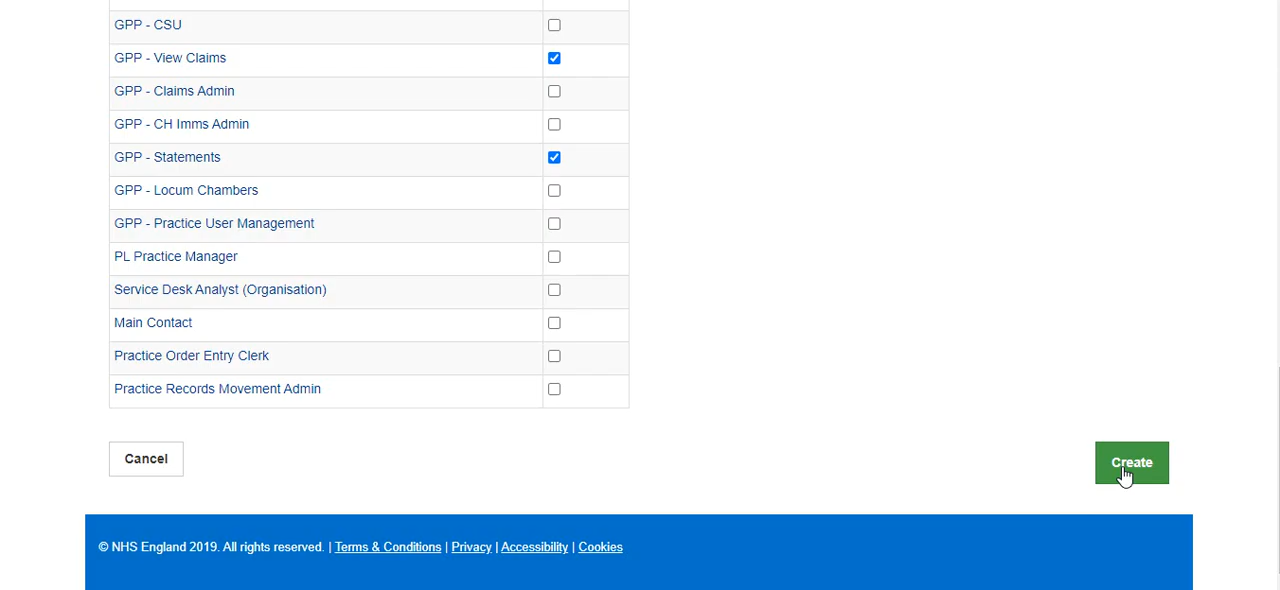 GPP - CSU
GPP - View Claims
GPP - Claims Admin
GPP - CH Imms Admin
GPP - Statements
GPP - Locum Chambers
GPP - Practice User Management
PL Practice Manager
Service Desk Analyst (Organisation)
Main Contact
Practice Order Entry Clerk
Practice Records Movement Admin
Cancel
Create
© NHS England 2019. All rights reserved. | Terms & Conditions | Privacy | Accessibility | Cookies